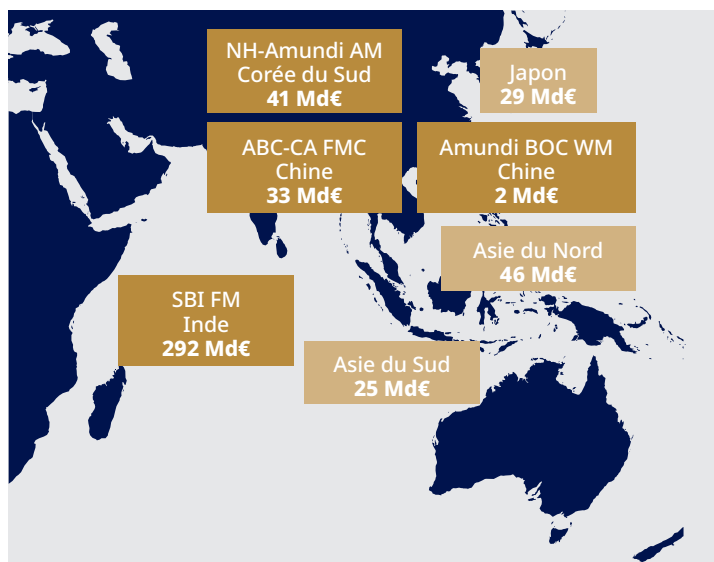 NH-Amundi AM
Corée du Sud
41 Md€
Japon
29 Md€
ABC-CA FMC
Chine
33 Md€
Amundi BOC WM
Chine
2 Md€
Asie du Nord
46 Md€
SBI FM
Inde
292 Md€
Asie du Sud
25 Md€